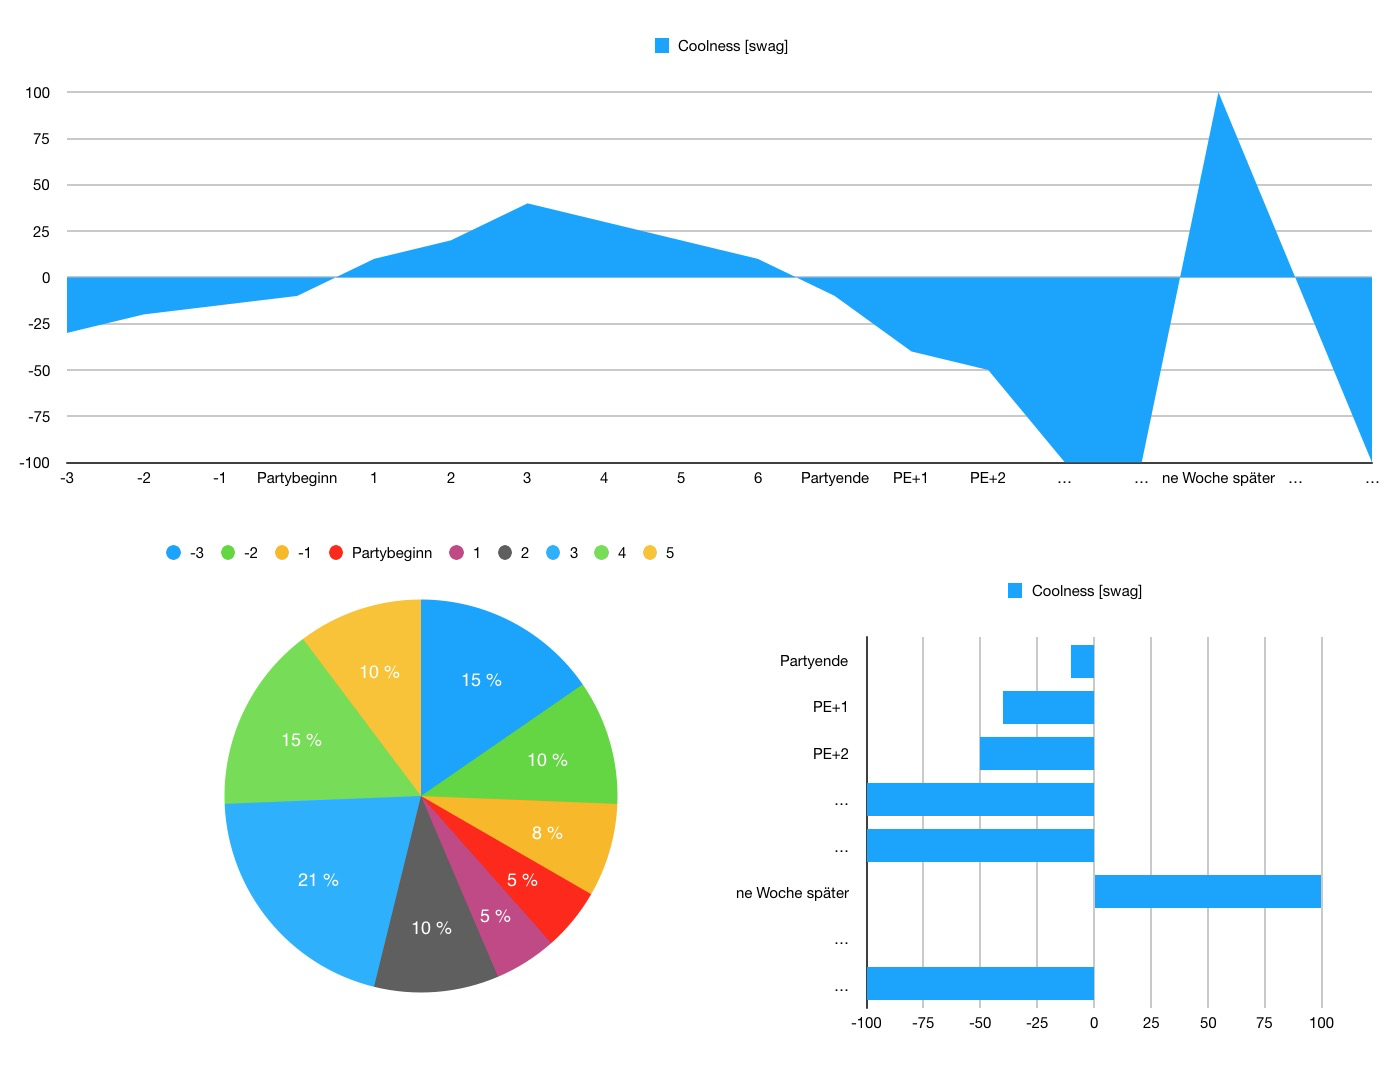 Coolness [swag]
100
75
50
25
0
-25
-50
-75
-100
-3 -2 -1 Partybeginn 1 2 3 4 5 6 Partyende PE+1 PE+2 … … ne Woche später … …
-3 -2 -1 Partybeginn 1 2 3 4 5
10 % 15 %
15 % 10 %
21 % 8 %
5 %
5 %
10 %
Coolness [swag]
Partyende
PE+1
PE+2
…
…
ne Woche später
…
…
-100 -75 -50 -25 0 25 50 75 100